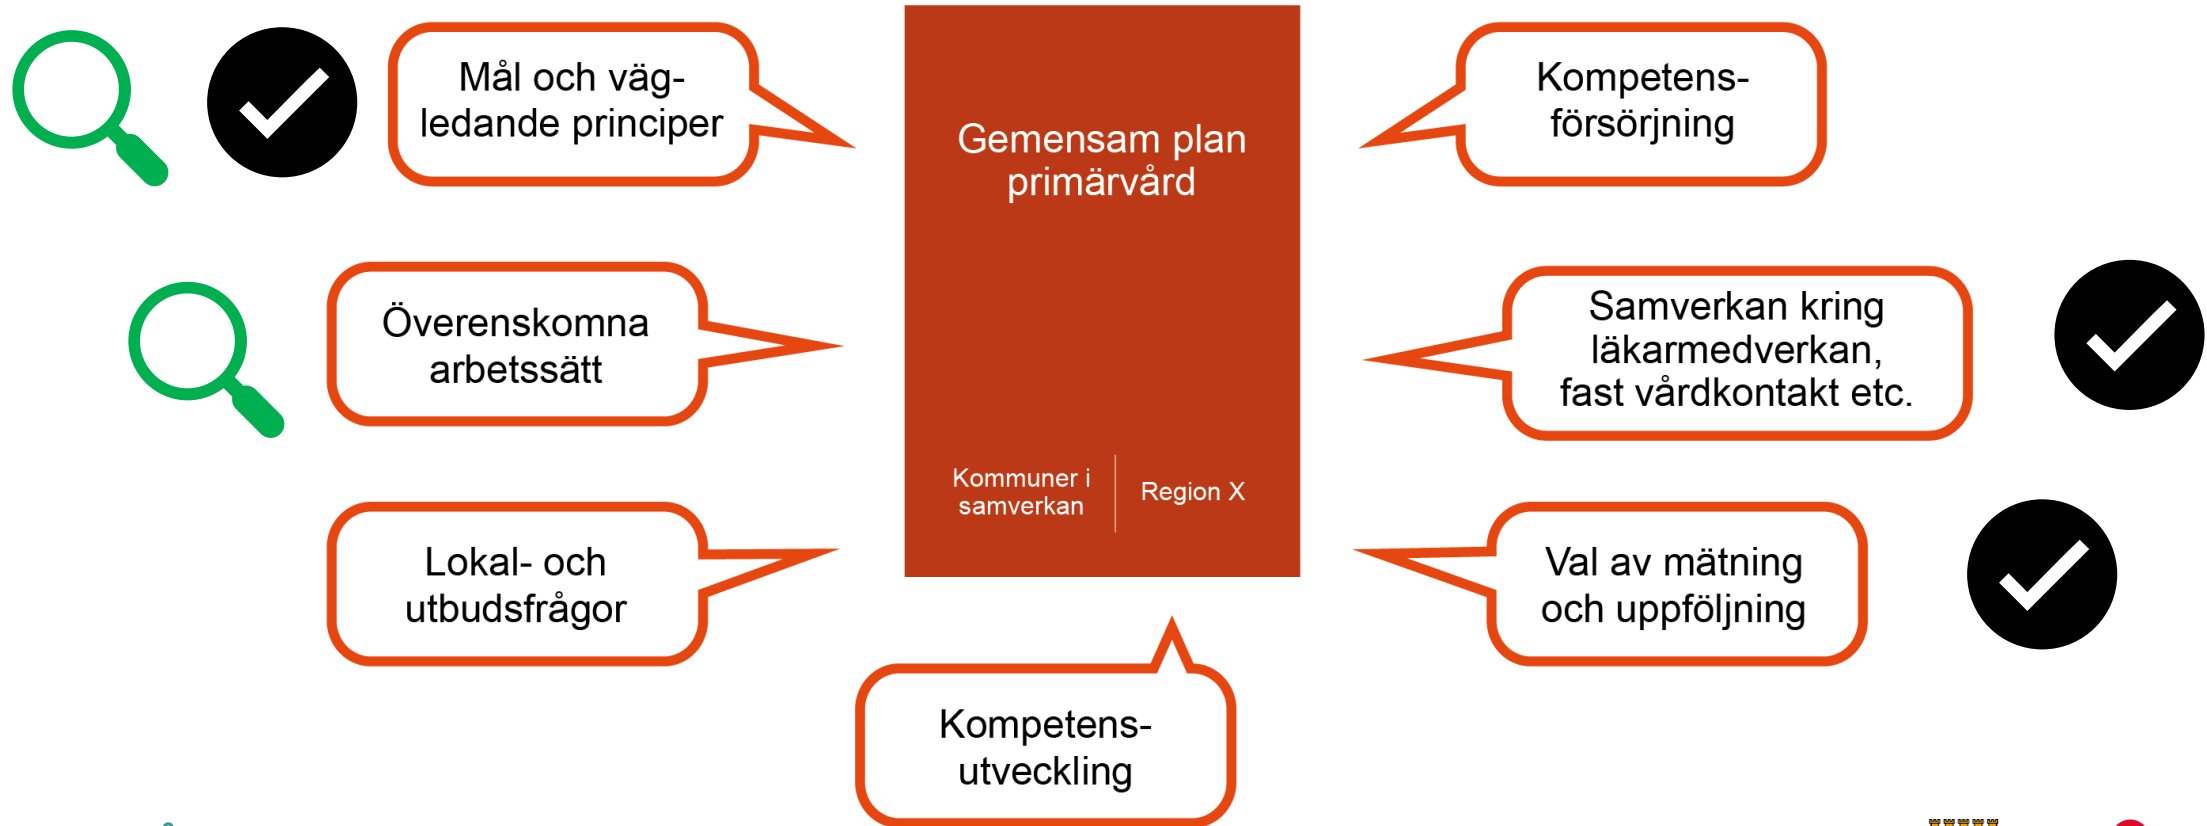 Mål och väg-
ledande principer
Gemensam plan
primärvård
Kompetens-
försörjning
Överenskomna
arbetssätt
Samverkan kring
läkarmedverkan,
fast vårdkontakt etc.
Kommuner i
samverkan
Region X
Lokal- och
utbudsfrågor
Val av mätning
och uppföljning
Kompetens-
utveckling